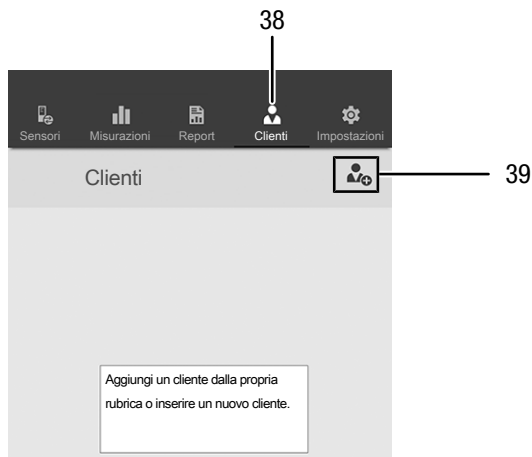 38
Sensori Misurazioni Report Clienti Impostazioni
Clienti
39
Aggiungi un cliente dalla propria
rubrica o inserire un nuovo cliente.